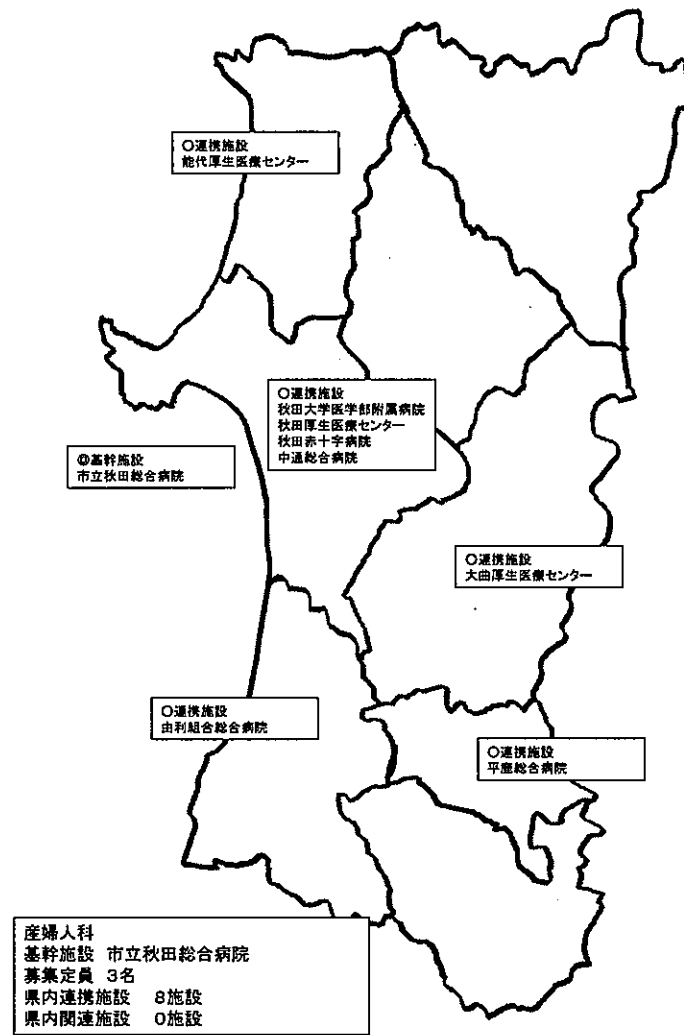 〇連携施設
能代厚生医療センター
〇連携施設
秋田大学医学部附属病院
秋田厚生医療センター
秋田赤十字病院
中通総合病院
◎基幹施設
市立秋田総合病院
〇連携施設
大曲厚生医療センター
〇連携施設
由利組合総合病院
〇連携施設
平鹿総合病院
産婦人科
基幹施設 市立秋田総合病院
募集定員 3名
県内連携施設 8施設
県内関連施設 0施設